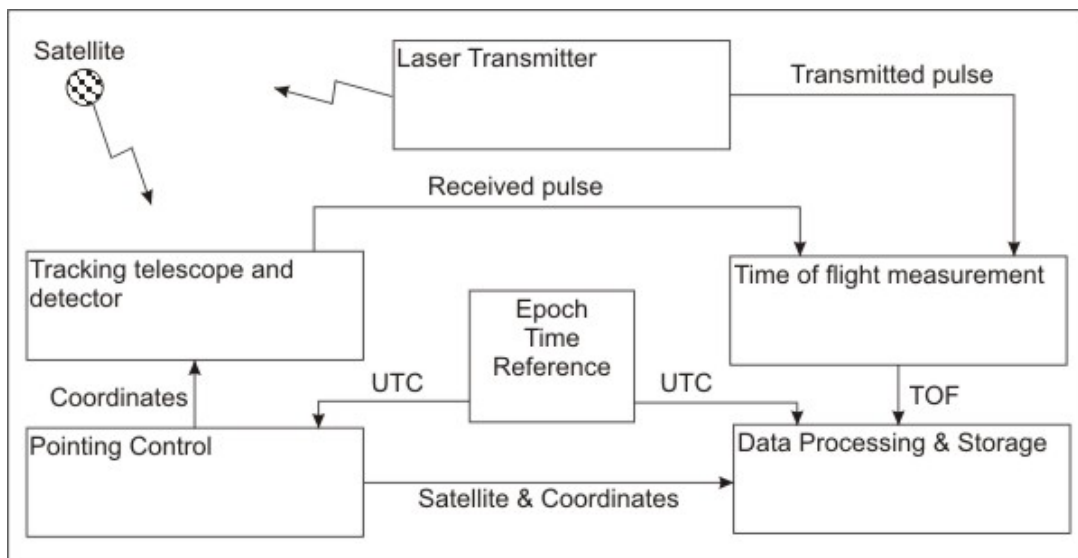 Satellite
Laser Transmitter
Transmitted pulse
Received pulse
Tracking telescope and
detector
Time of flight measurement
Epoch
Time
Reference
Coordinates
UTC
UTC
TOF
Pointing Control
Data Processing & Storage
Satellite & Coordinates